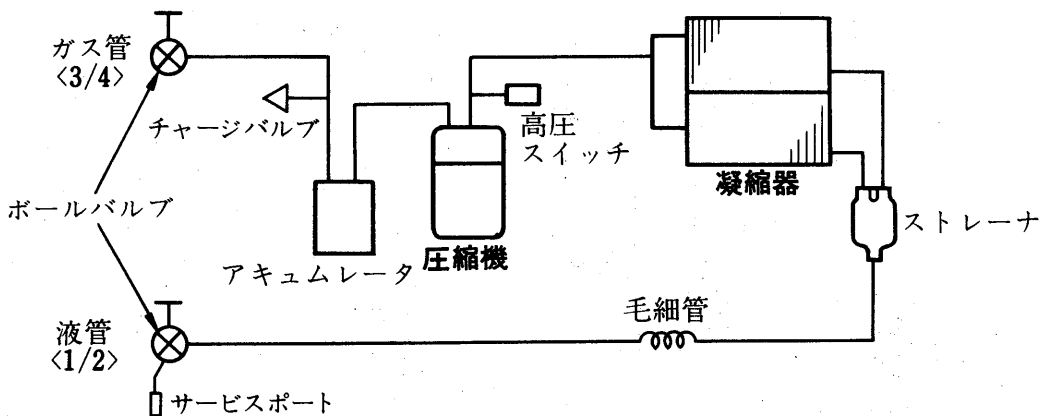 ガス管
<3/4>
チャージバルブ
高圧
スイッチ
凝縮器
ストレーナ
ボールバルブ
アキュムレータ
圧縮機
毛細管
液管
<1/2>
サービスポート